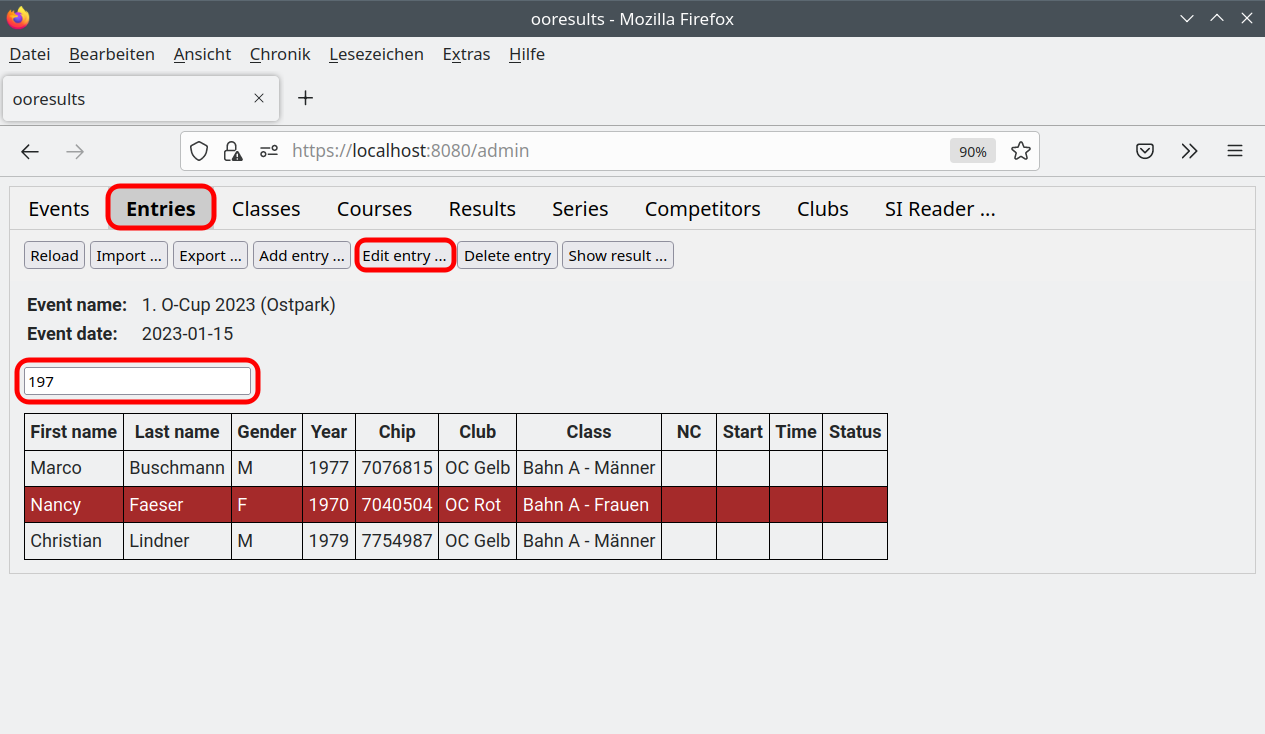 ooresults - Mozilla Firefox
Datei Bearbeiten Ansicht Chronik Lesezeichen Extras Hilfe
ooresults
https://localhost:8080/admin 90%
Events Entries Classes Courses Results Series Competitors Clubs SI Reader ...
Reload Import ... Export ... Add entry ... Edit entry ... Delete entry Show result ...
Event name: 1. O-Cup 2023 (Ostpark)
Event date: 2023-01-15
197
First name Last name Gender Year Chip Club Class NC Start Time Status
Marco Buschmann M 1977 7076815 OC Gelb Bahn A - Männer
Nancy Faeser F 1970 7040504 OC Rot Bahn A - Frauen
Christian Lindner M 1979 7754987 OC Gelb Bahn A - Männer